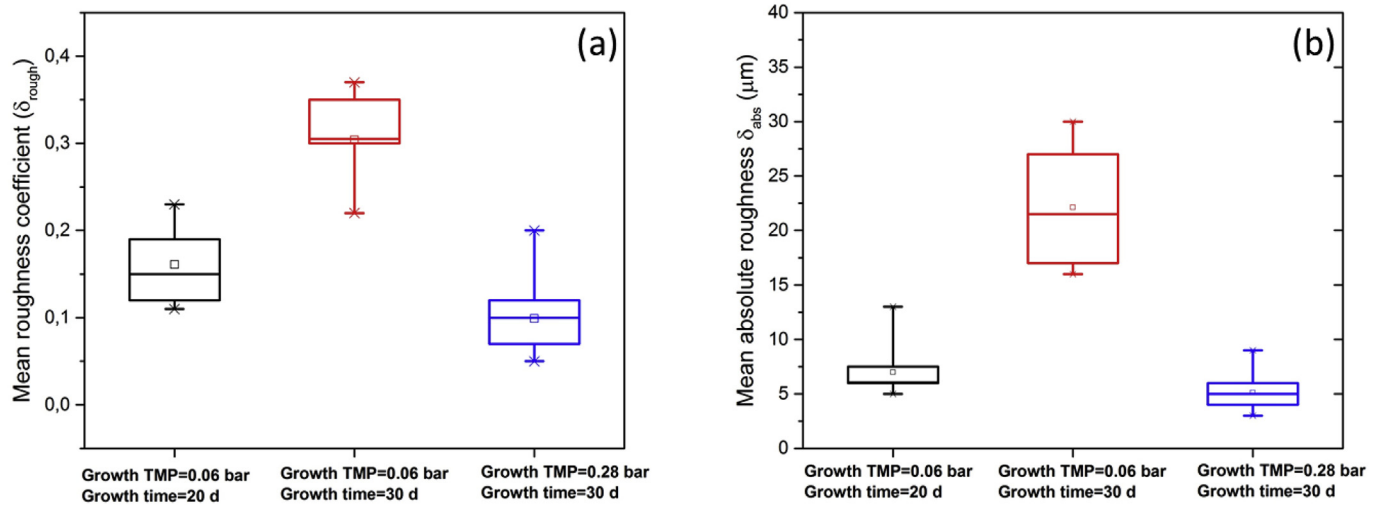 (a)
Mean roughness coefficient (δrough)
0,4
0,3
0,2
0,1
0,0
Growth TMP=0.06 bar
Growth time=20 d
Growth TMP=0.06 bar
Growth time=30 d
Growth TMP=0.28 bar
Growth time=30 d
(b)
Mean absolute roughness δabs (μm)
40
35
30
25
20
15
10
5
0
Growth TMP=0.06 bar
Growth time=20 d
Growth TMP=0.06 bar
Growth time=30 d
Growth TMP=0.28 bar
Growth time=30 d